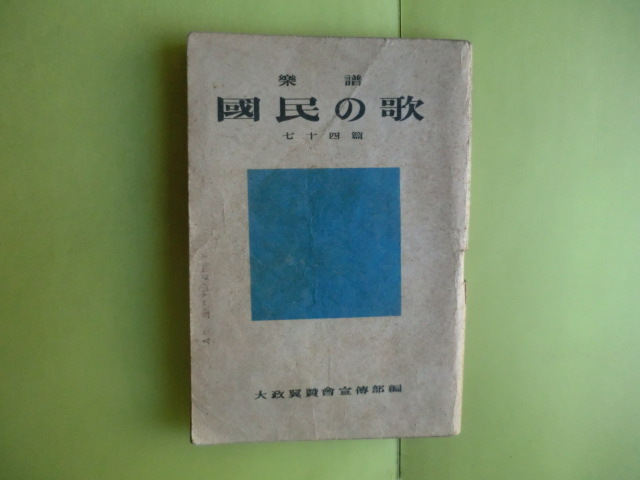 樂譜
國民の歌
七十四篇
大政翼賛會宣傳部編